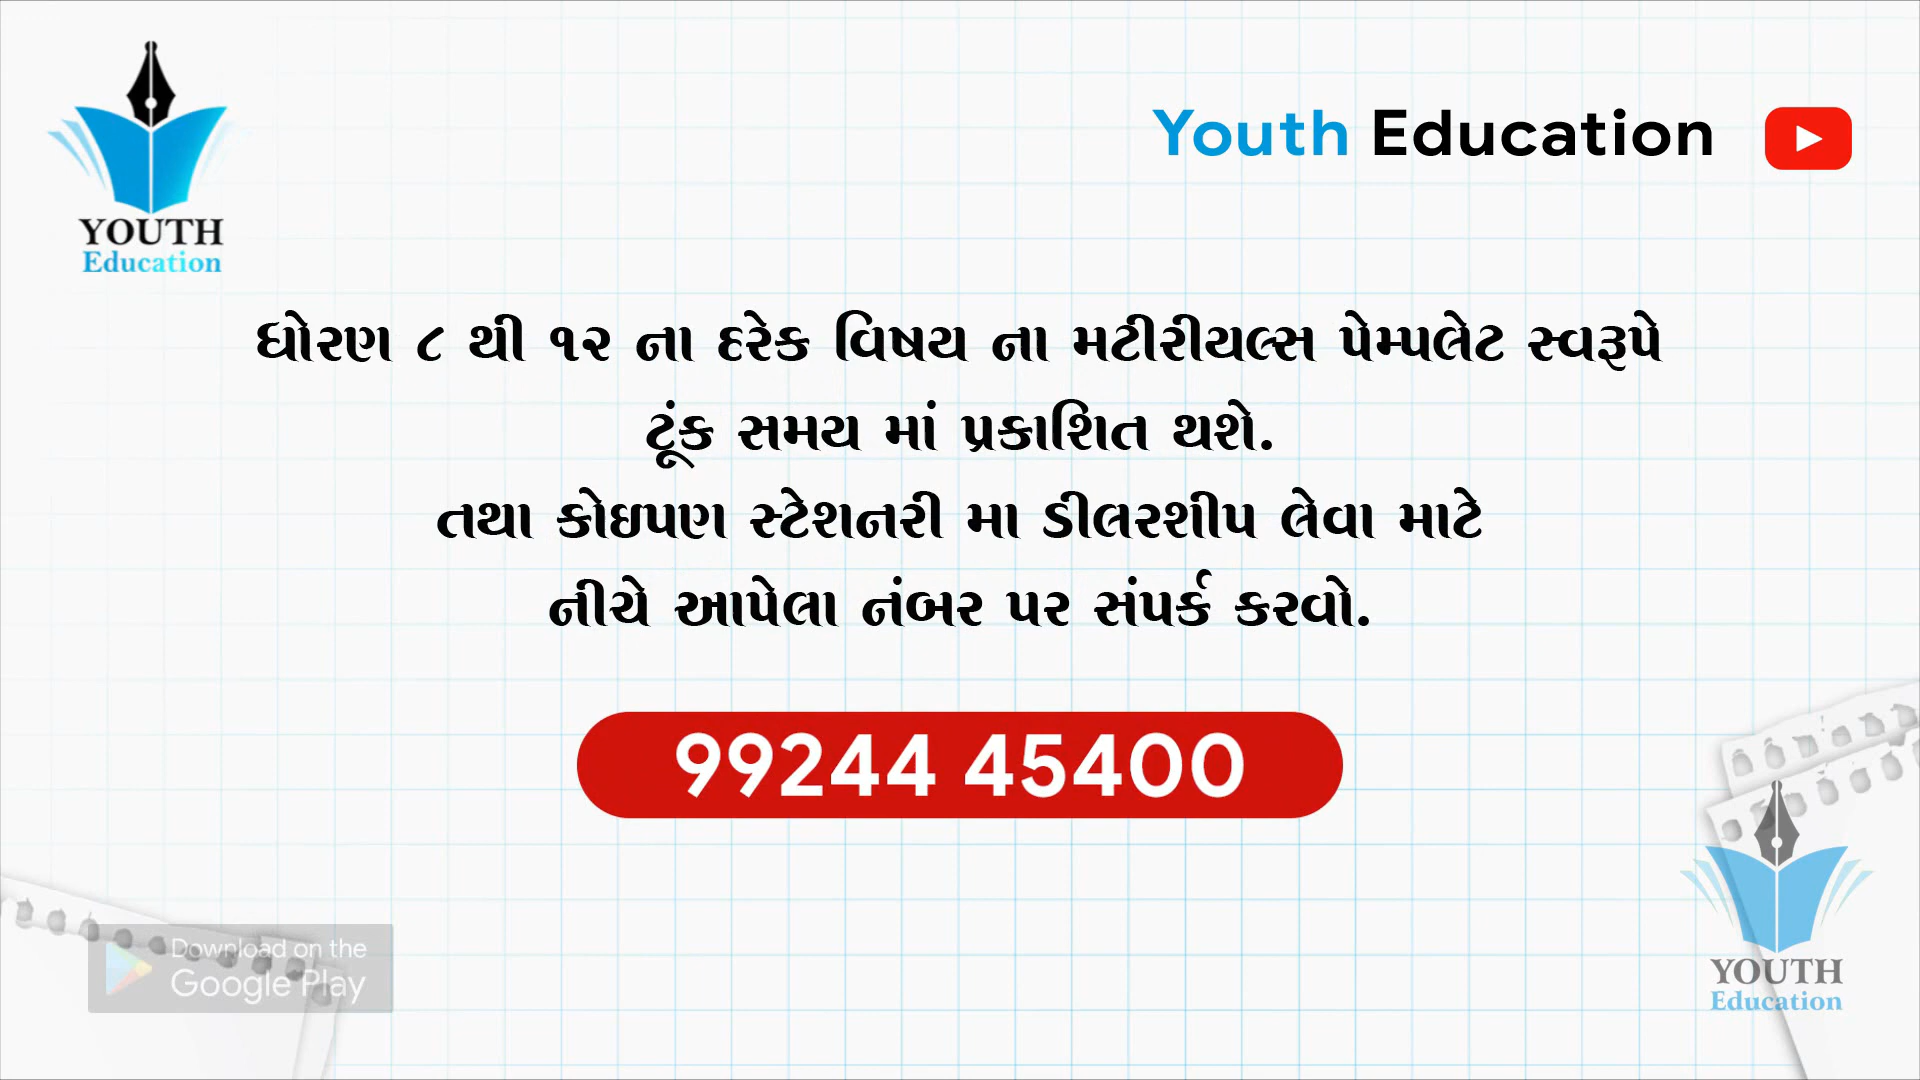 YOUTH
Education
Youth Education
ધોરણ ૮ થી ૧૨ ના દરેક વિષય ના મટીરીયલ્સ પેમ્પલેટ સ્વરૂપે
ટૂંક સમય માં પ્રકાશિત થશે.
તથા કોઇપણ સ્ટેશનરી મા ડીલરશીપ લેવા માટે
નીચે આપેલા નંબર પર સંપર્ક કરવો.
99244 45400
Download on the
Google Play
YOUTH
Education